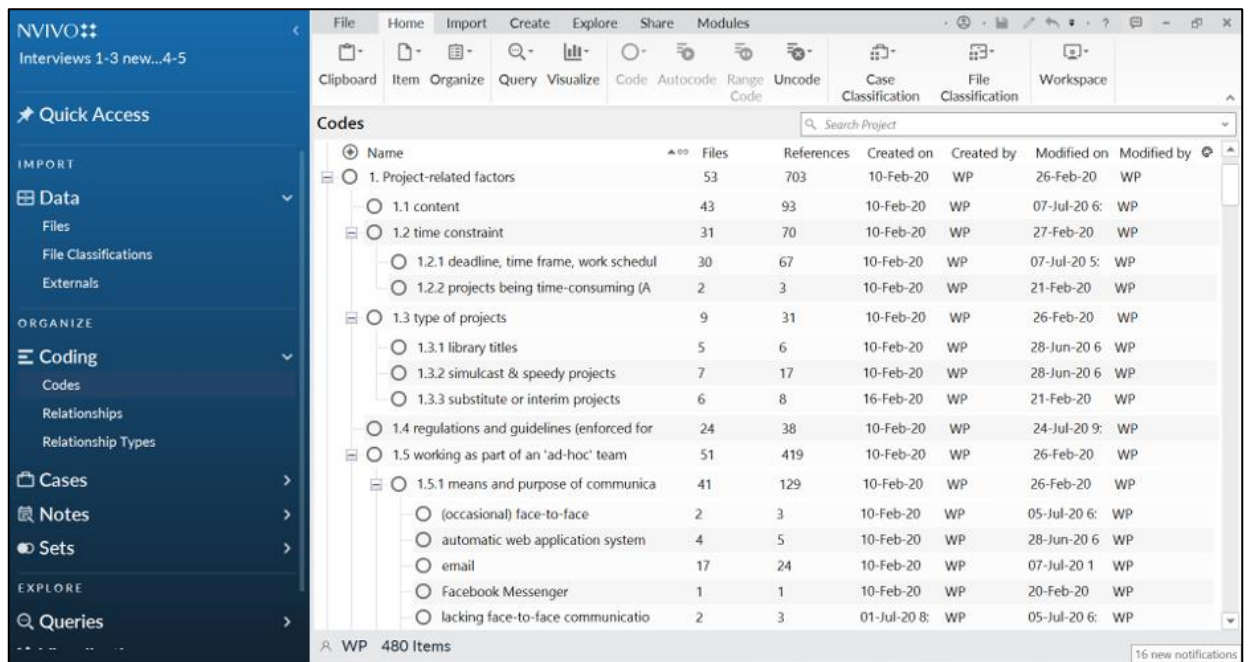 NVIVO
Interviews 1-3 new...4-5
Quick Access
IMPORT
Data
Files
File Classifications
Externals
ORGANIZE
Coding
Codes
Relationships
Relationship Types
Cases
Notes
Sets
EXPLORE
Queries
File Home Import Create Explore Share Modules
Clipboard Item Organize Query Visualize Code Autocode Range Code Uncode Case Classification File Classification Workspace
Codes
Search Project
Name Files References Created on Created by Modified on Modified by
1. Project-related factors 53 703 10-Feb-20 WP 26-Feb-20 WP
1.1 content 43 93 10-Feb-20 WP 07-Jul-20 6: WP
1.2 time constraint 31 70 10-Feb-20 WP 27-Feb-20 WP
1.2.1 deadline, time frame, work schedul 30 67 10-Feb-20 WP 07-Jul-20 5: WP
1.2.2 projects being time-consuming (A 2 3 10-Feb-20 WP 21-Feb-20 WP
1.3 type of projects 9 31 10-Feb-20 WP 26-Feb-20 WP
1.3.1 library titles 5 6 10-Feb-20 WP 28-Jun-20 6 WP
1.3.2 simulcast & speedy projects 7 17 10-Feb-20 WP 28-Jun-20 6 WP
1.3.3 substitute or interim projects 6 8 16-Feb-20 WP 21-Feb-20 WP
1.4 regulations and guidelines (enforced for 24 38 10-Feb-20 WP 24-Jul-20 9: WP
1.5 working as part of an 'ad-hoc' team 51 419 10-Feb-20 WP 26-Feb-20 WP
1.5.1 means and purpose of communica 41 129 10-Feb-20 WP 26-Feb-20 WP
(occasional) face-to-face 2 3 10-Feb-20 WP 05-Jul-20 6: WP
automatic web application system 4 5 10-Feb-20 WP 28-Jun-20 6 WP
email 17 24 10-Feb-20 WP 07-Jul-20 1 WP
Facebook Messenger 1 1 10-Feb-20 WP 20-Feb-20 WP
lacking face-to-face communicatio 2 3 01-Jul-20 8: WP 05-Jul-20 6: WP
WP 480 Items
16 new notifications